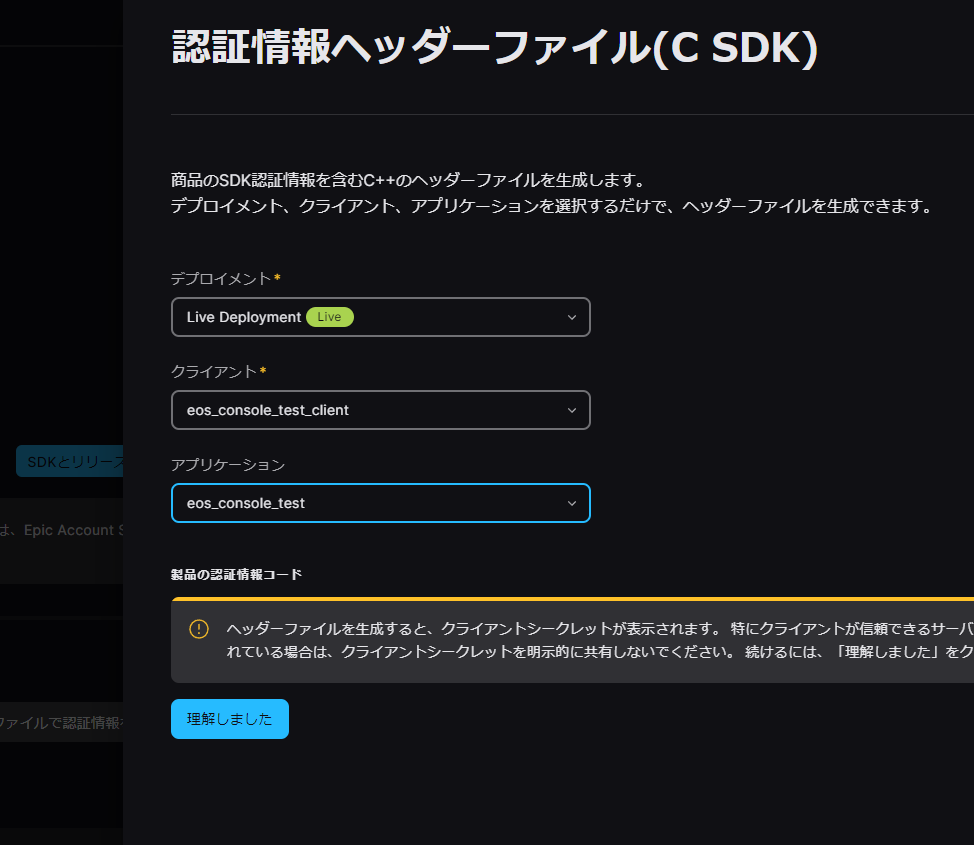 認証情報ヘッダーファイル(C SDK)
商品のSDK認証情報を含むC++のヘッダーファイルを生成します。
デプロイメント、クライアント、アプリケーションを選択するだけで、ヘッダーファイルを生成できます。
デプロイメント*
Live Deployment Live
クライアント*
eos_console_test_client
SDKとリリース
アプリケーション
eos_console_test
は、Epic Account S
製品の認証情報コード
ヘッダーファイルを生成すると、クライアントシークレットが表示されます。 特にクライアントが信頼できるサーバ
れている場合は、クライアントシークレットを明示的に共有しないでください。 続けるには、「理解しました」をク
ファイルで認証情報を
理解しました